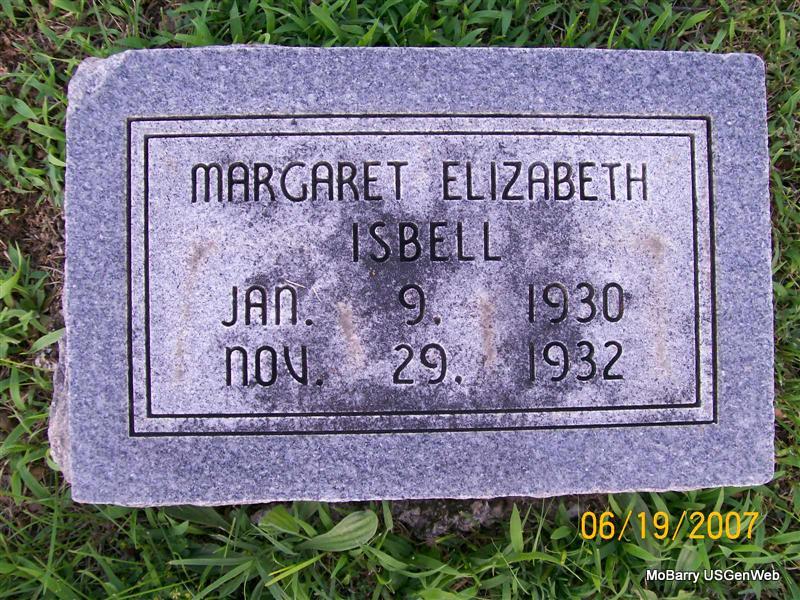 MARGARET ELIZABETH
ISBELL
JAN. 9. 1930
NOV. 29. 1932
06/19/2007
MoBarry USGenWeb